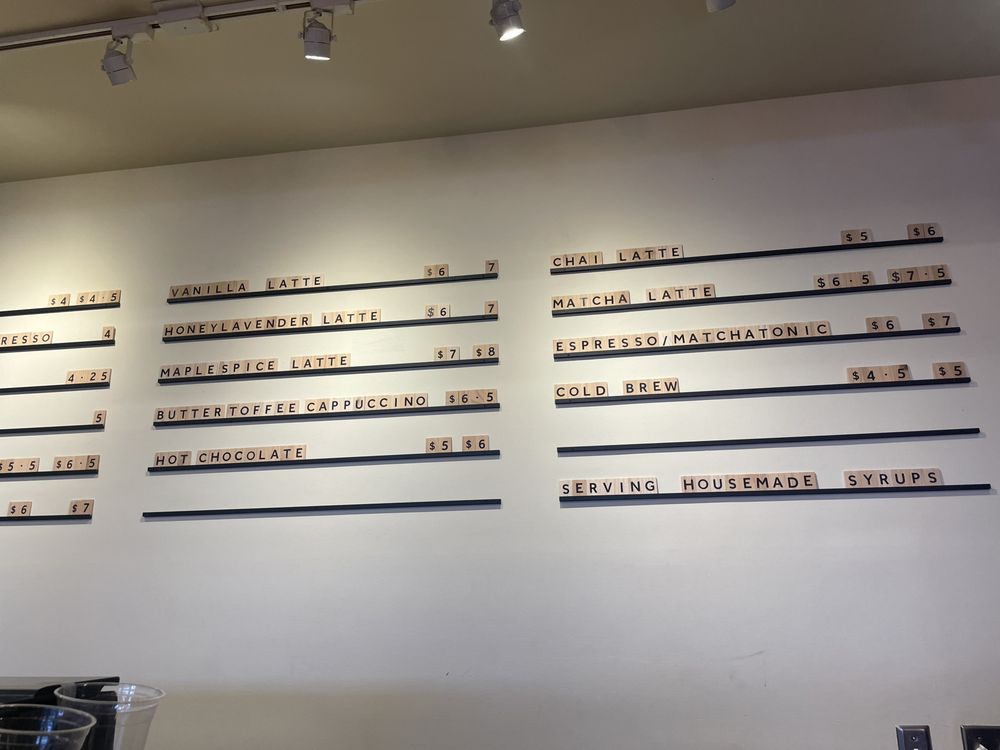 $4 $4.5
RESSO 4
4.25
5
$5.5 $6.5
$6 $7
VANILLA LATTE $6 7
HONEYLAVENDER LATTE $6 7
MAPLESPICE LATTE $7 $8
BUTTERTOFFEE CAPPUCCINO $6.5
HOT CHOCOLATE $5 $6
CHAI LATTE $5 $6
MATCHA LATTE $6.5 $7.5
ESPRESSO/MATCHATONIC $6 $7
COLD BREW $4.5 $5
SERVING HOUSEMADE SYRUPS